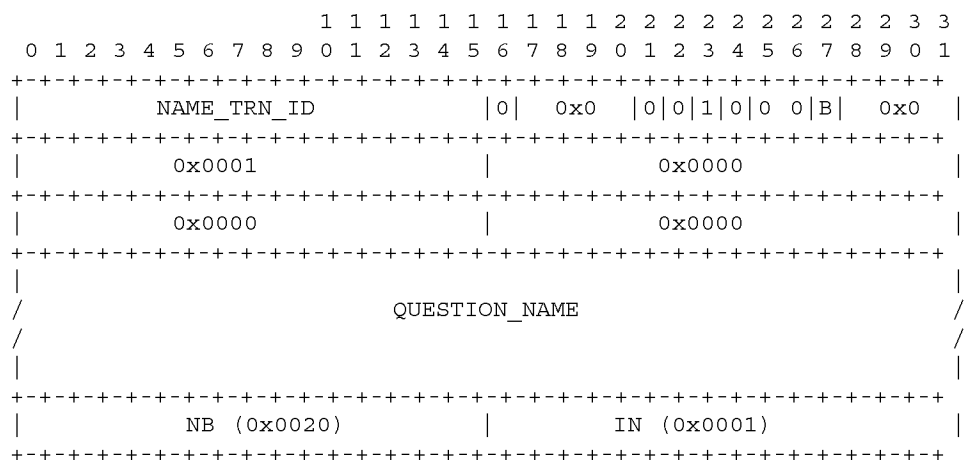 1 1 1 1 1 1 1 1 1 1 2 2 2 2 2 2 2 2 2 2 3 3
 0 1 2 3 4 5 6 7 8 9 0 1 2 3 4 5 6 7 8 9 0 1 2 3 4 5 6 7 8 9 0 1
+-+-+-+-+-+-+-+-+-+-+-+-+-+-+-+-+-+-+-+-+-+-+-+-+-+-+-+-+-+-+-+-+
|         NAME_TRN_ID           |0|  0x0  |0|0|1|0|0 0|B|  0x0  |
+-+-+-+-+-+-+-+-+-+-+-+-+-+-+-+-+-+-+-+-+-+-+-+-+-+-+-+-+-+-+-+-+
|          0x0001               |           0x0000              |
+-+-+-+-+-+-+-+-+-+-+-+-+-+-+-+-+-+-+-+-+-+-+-+-+-+-+-+-+-+-+-+-+
|          0x0000               |           0x0000              |
+-+-+-+-+-+-+-+-+-+-+-+-+-+-+-+-+-+-+-+-+-+-+-+-+-+-+-+-+-+-+-+-+
|                                                               |
/                         QUESTION_NAME                         /
/                                                               /
|                                                               |
+-+-+-+-+-+-+-+-+-+-+-+-+-+-+-+-+-+-+-+-+-+-+-+-+-+-+-+-+-+-+-+-+
|           NB (0x0020)         |        IN (0x0001)            |
+-+-+-+-+-+-+-+-+-+-+-+-+-+-+-+-+-+-+-+-+-+-+-+-+-+-+-+-+-+-+-+-+